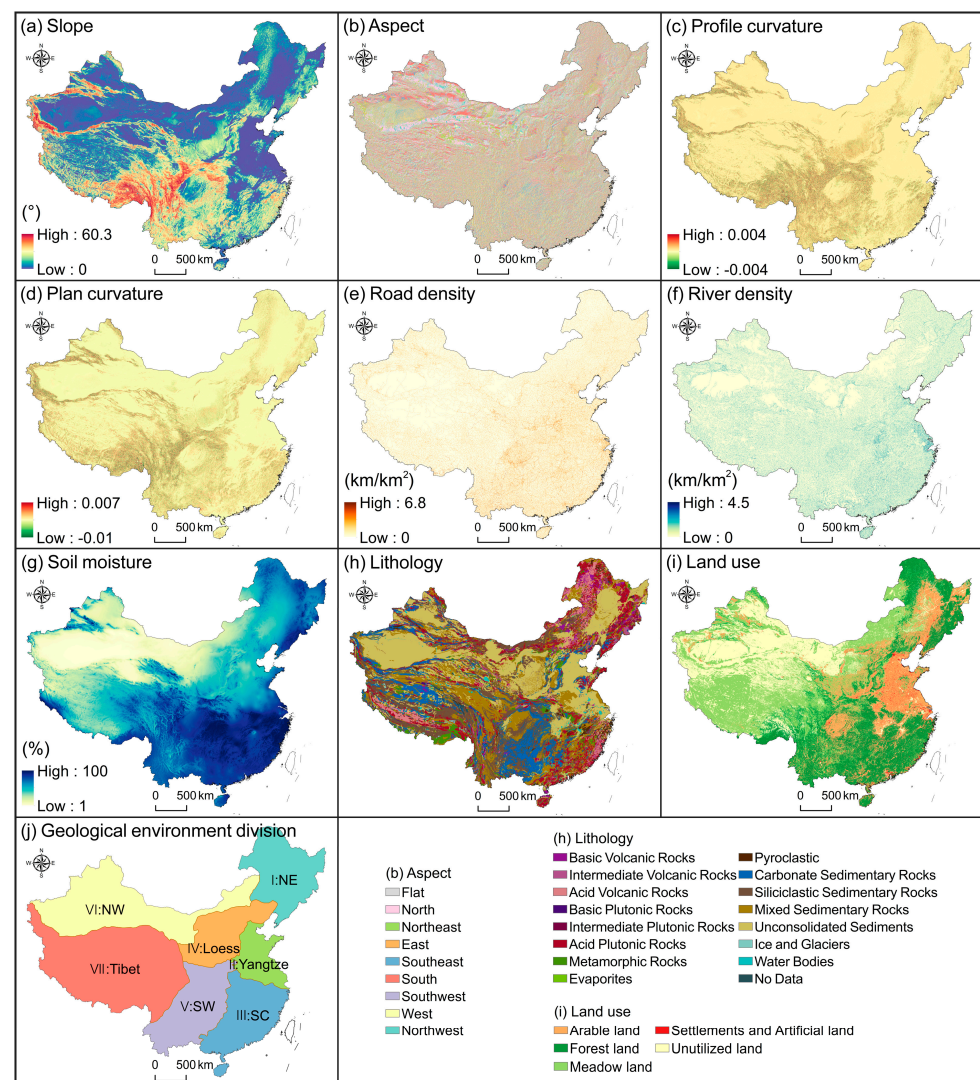 (a) Slope
N
W E
S
(°)
High : 60.3
Low : 0
0 500 km
(b) Aspect
N
W E
S
0 500 km
(c) Profile curvature
N
W E
S
High : 0.004
Low : -0.004
0 500 km
(d) Plan curvature
N
W E
S
High : 0.007
Low : -0.01
0 500 km
(e) Road density
N
W E
S
(km/km²)
High : 6.8
Low : 0
0 500 km
(f) River density
N
W E
S
(km/km²)
High : 4.5
Low : 0
0 500 km
(g) Soil moisture
N
W E
S
(%)
High : 100
Low : 1
0 500 km
(h) Lithology
N
W E
S
0 500 km
(i) Land use
N
W E
S
0 500 km
(j) Geological environment division
N
W E
S
I:NE
VI:NW
IV:Loess
II:Yangtze
VII:Tibet
V:SW
III:SC
0 500 km
(b) Aspect
Flat
North
Northeast
East
Southeast
South
Southwest
West
Northwest
(h) Lithology
Basic Volcanic Rocks
Intermediate Volcanic Rocks
Acid Volcanic Rocks
Basic Plutonic Rocks
Intermediate Plutonic Rocks
Acid Plutonic Rocks
Metamorphic Rocks
Evaporites
Pyroclastic
Carbonate Sedimentary Rocks
Siliciclastic Sedimentary Rocks
Mixed Sedimentary Rocks
Unconsolidated Sediments
Ice and Glaciers
Water Bodies
No Data
(i) Land use
Arable land
Forest land
Meadow land
Settlements and Artificial land
Unutilized land